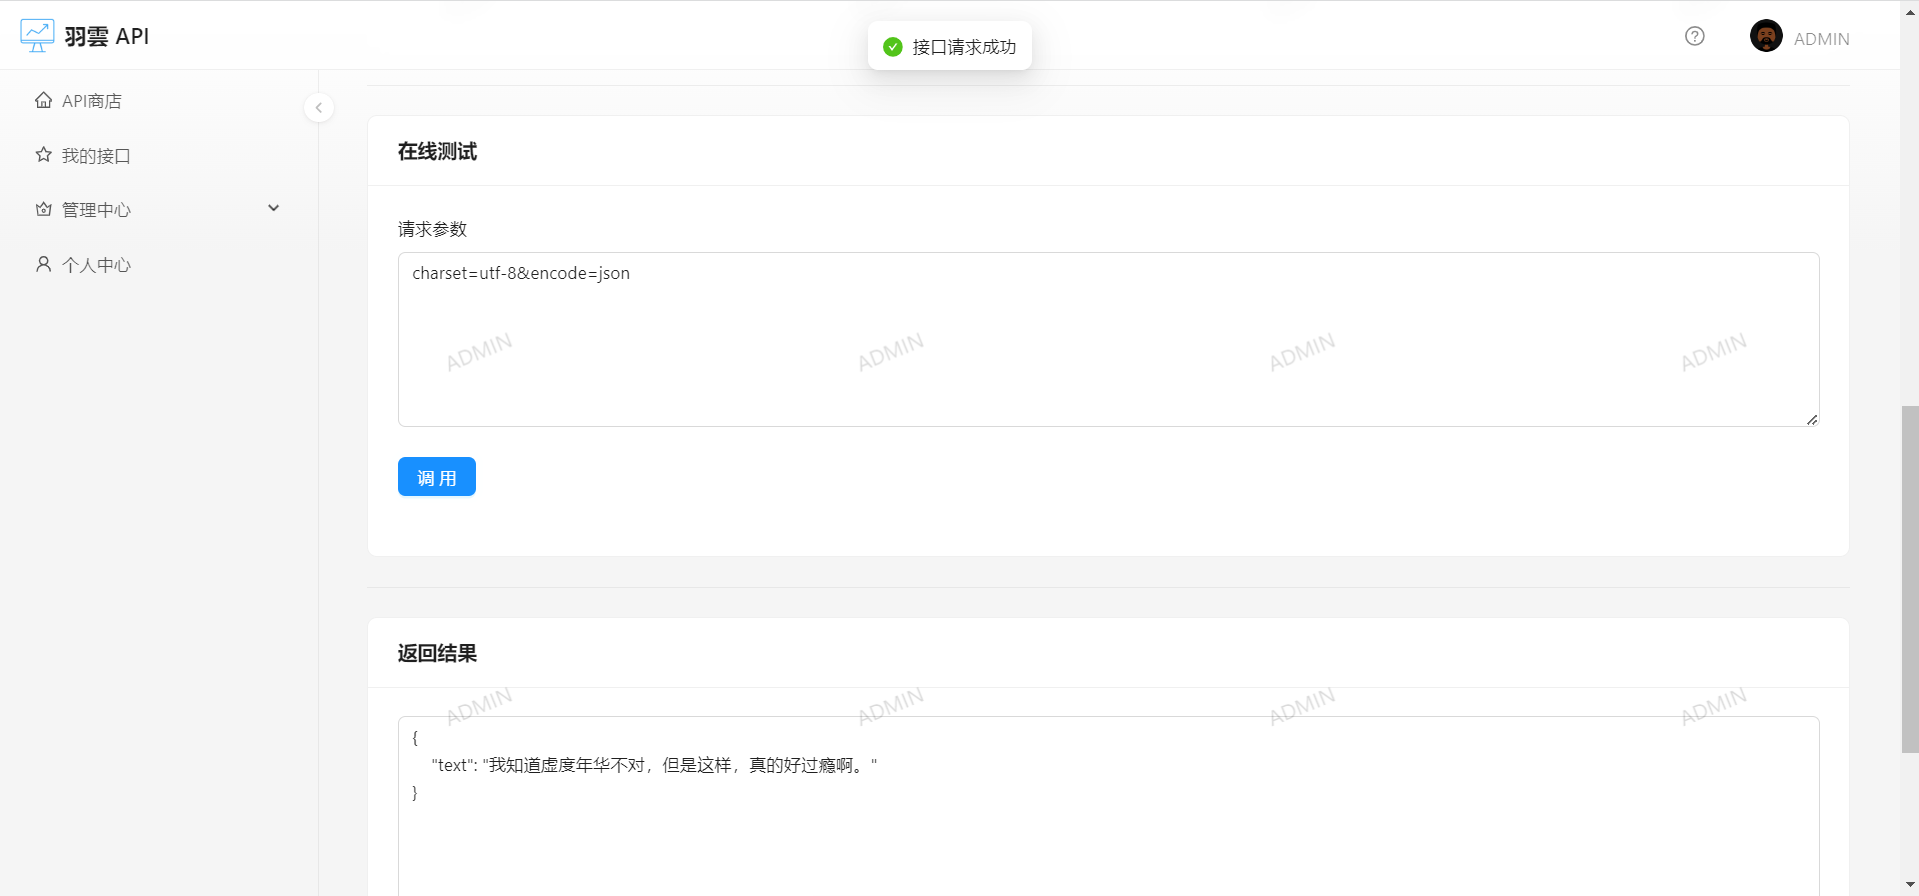 羽雲 API
接口请求成功
ADMIN
API商店
我的接口
管理中心
个人中心
在线测试
请求参数
charset=utf-8&encode=json
ADMIN ADMIN ADMIN ADMIN
调 用
返回结果
ADMIN ADMIN ADMIN ADMIN
{
"text": "我知道虚度年华不对，但是这样，真的好过瘾啊。"
}